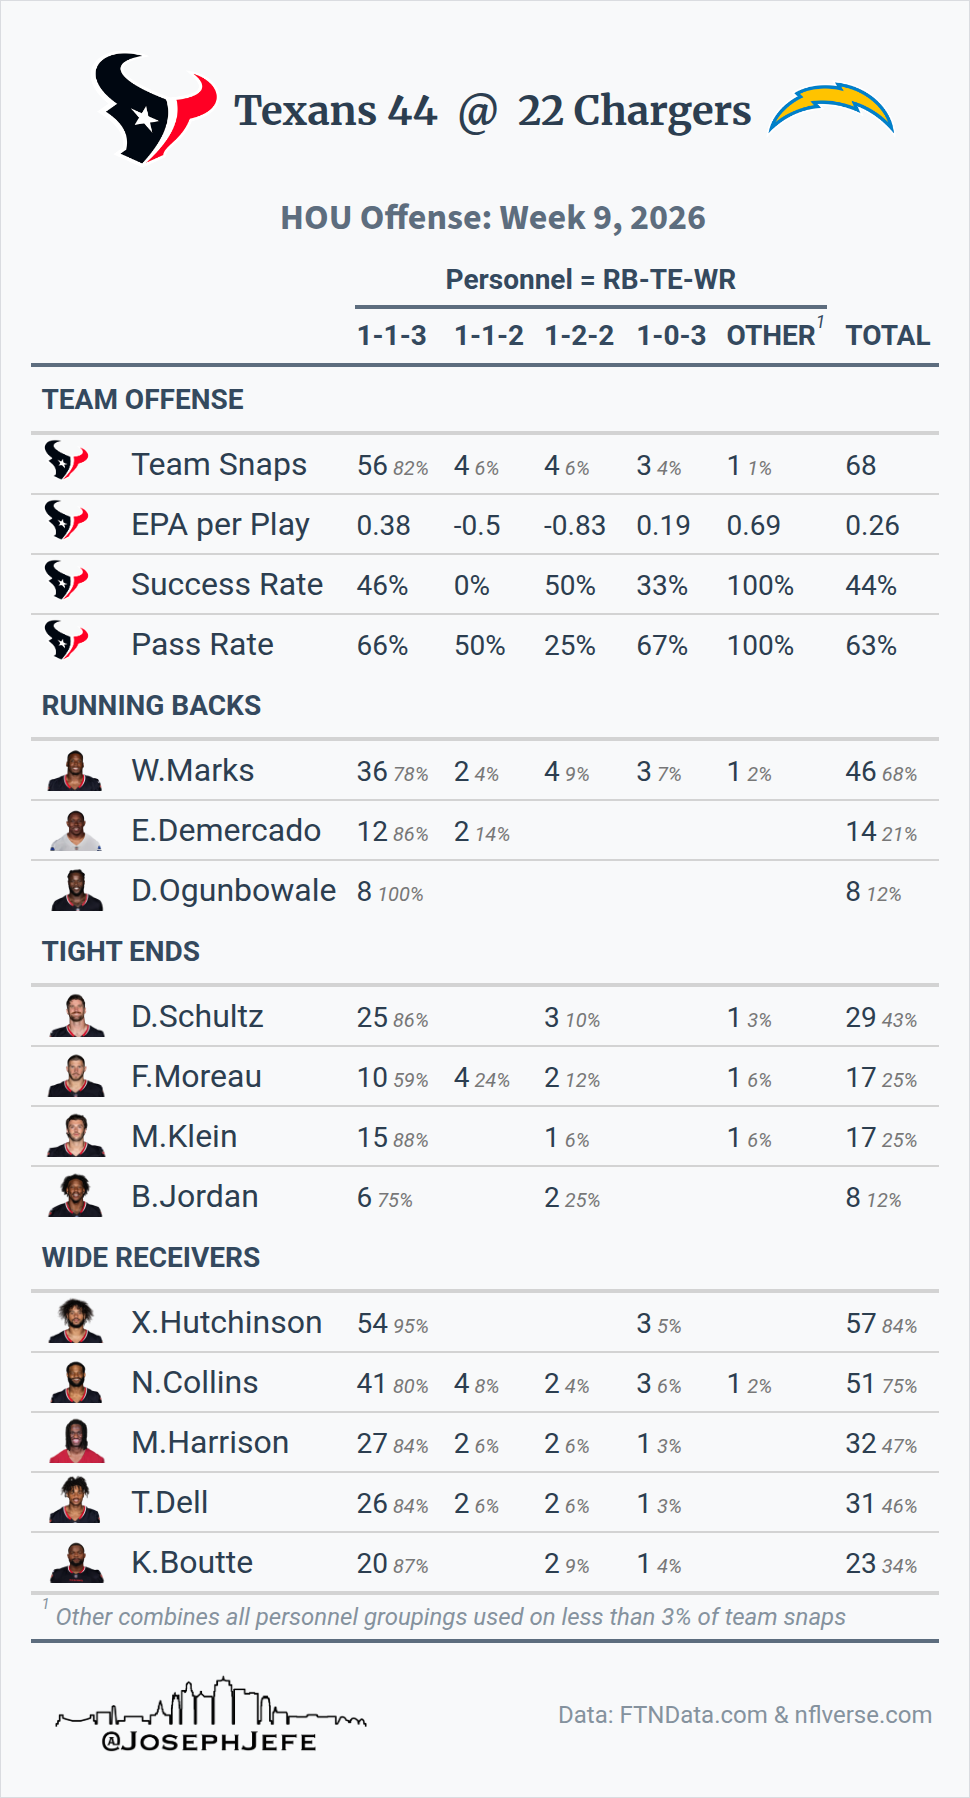 Texans 44 @ 22 Chargers
HOU Offense: Week 9, 2026
Personnel = RB-TE-WR
1-1-3 1-1-2 1-2-2 1-0-3 OTHER1 TOTAL
TEAM OFFENSE
Team Snaps 56 82% 4 6% 4 6% 3 4% 1 1% 68
EPA per Play 0.38 -0.5 -0.83 0.19 0.69 0.26
Success Rate 46% 0% 50% 33% 100% 44%
Pass Rate 66% 50% 25% 67% 100% 63%
RUNNING BACKS
W.Marks 36 78% 2 4% 4 9% 3 7% 1 2% 46 68%
E.Demercado 12 86% 2 14% 14 21%
D.Ogunbowale 8 100% 8 12%
TIGHT ENDS
D.Schultz 25 86% 3 10% 1 3% 29 43%
F.Moreau 10 59% 4 24% 2 12% 1 6% 17 25%
M.Klein 15 88% 1 6% 1 6% 17 25%
B.Jordan 6 75% 2 25% 8 12%
WIDE RECEIVERS
X.Hutchinson 54 95% 3 5% 57 84%
N.Collins 41 80% 4 8% 2 4% 3 6% 1 2% 51 75%
M.Harrison 27 84% 2 6% 2 6% 1 3% 32 47%
T.Dell 26 84% 2 6% 2 6% 1 3% 31 46%
K.Boutte 20 87% 2 9% 1 4% 23 34%
1 Other combines all personnel groupings used on less than 3% of team snaps
@JOSEPHJEFE
Data: FTNData.com & nflverse.com